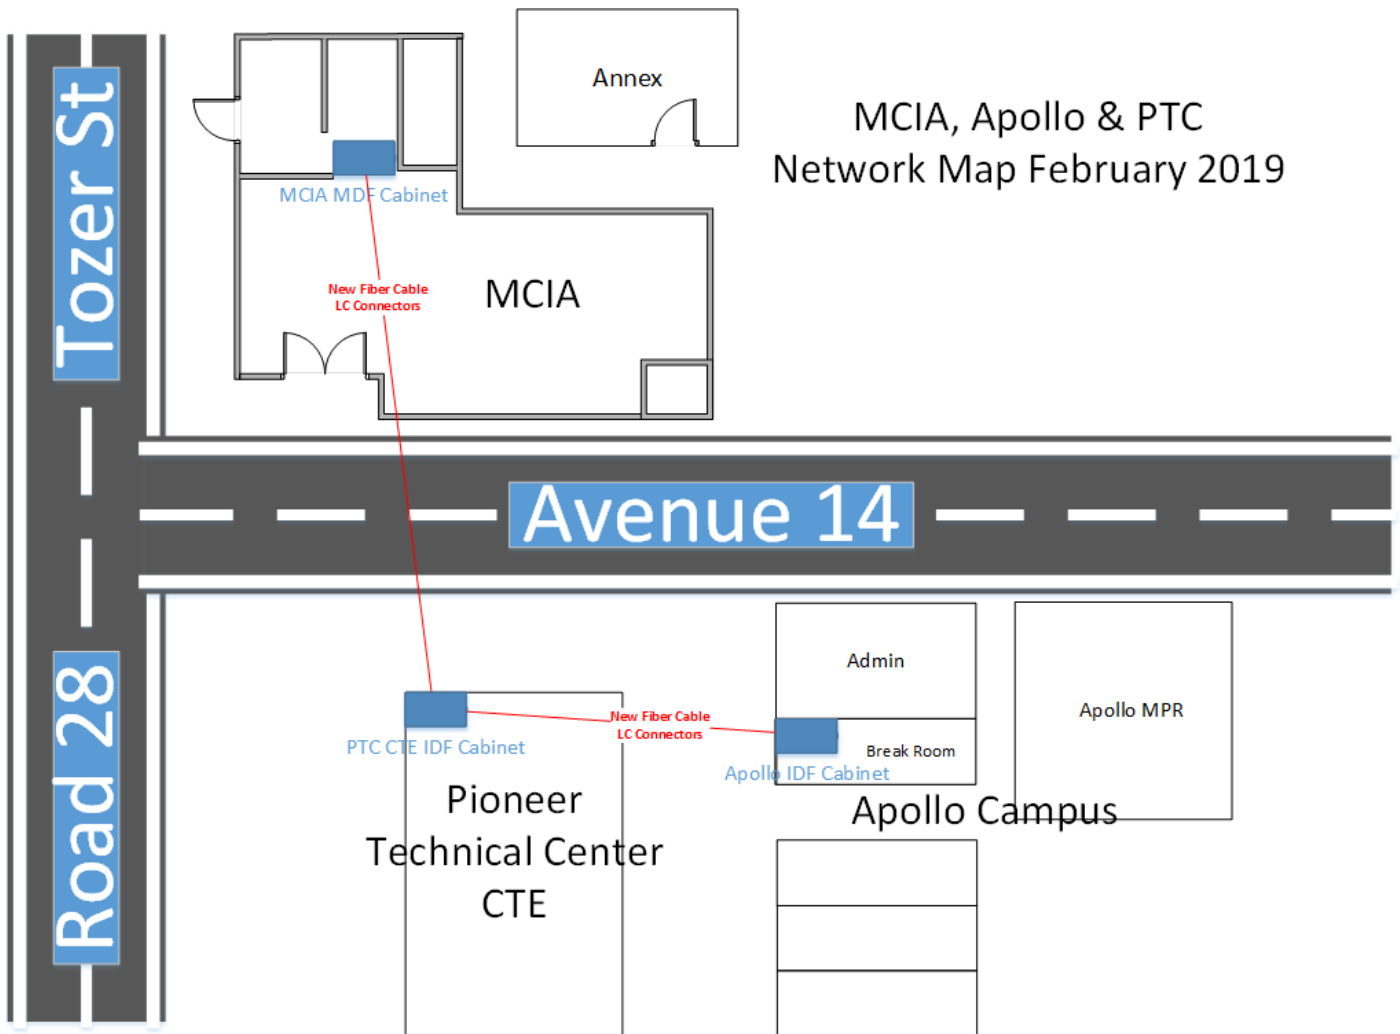 Tozer St
Annex
MCIA, Apollo & PTC
Network Map February 2019
MCIA MDF Cabinet
New Fiber Cable
LC Connectors
MCIA
Avenue 14
Road 28
Admin
Apollo MPR
New Fiber Cable
LC Connectors
PTC CTE IDF Cabinet
Break Room
Apollo IDF Cabinet
Pioneer
Technical Center
CTE
Apollo Campus